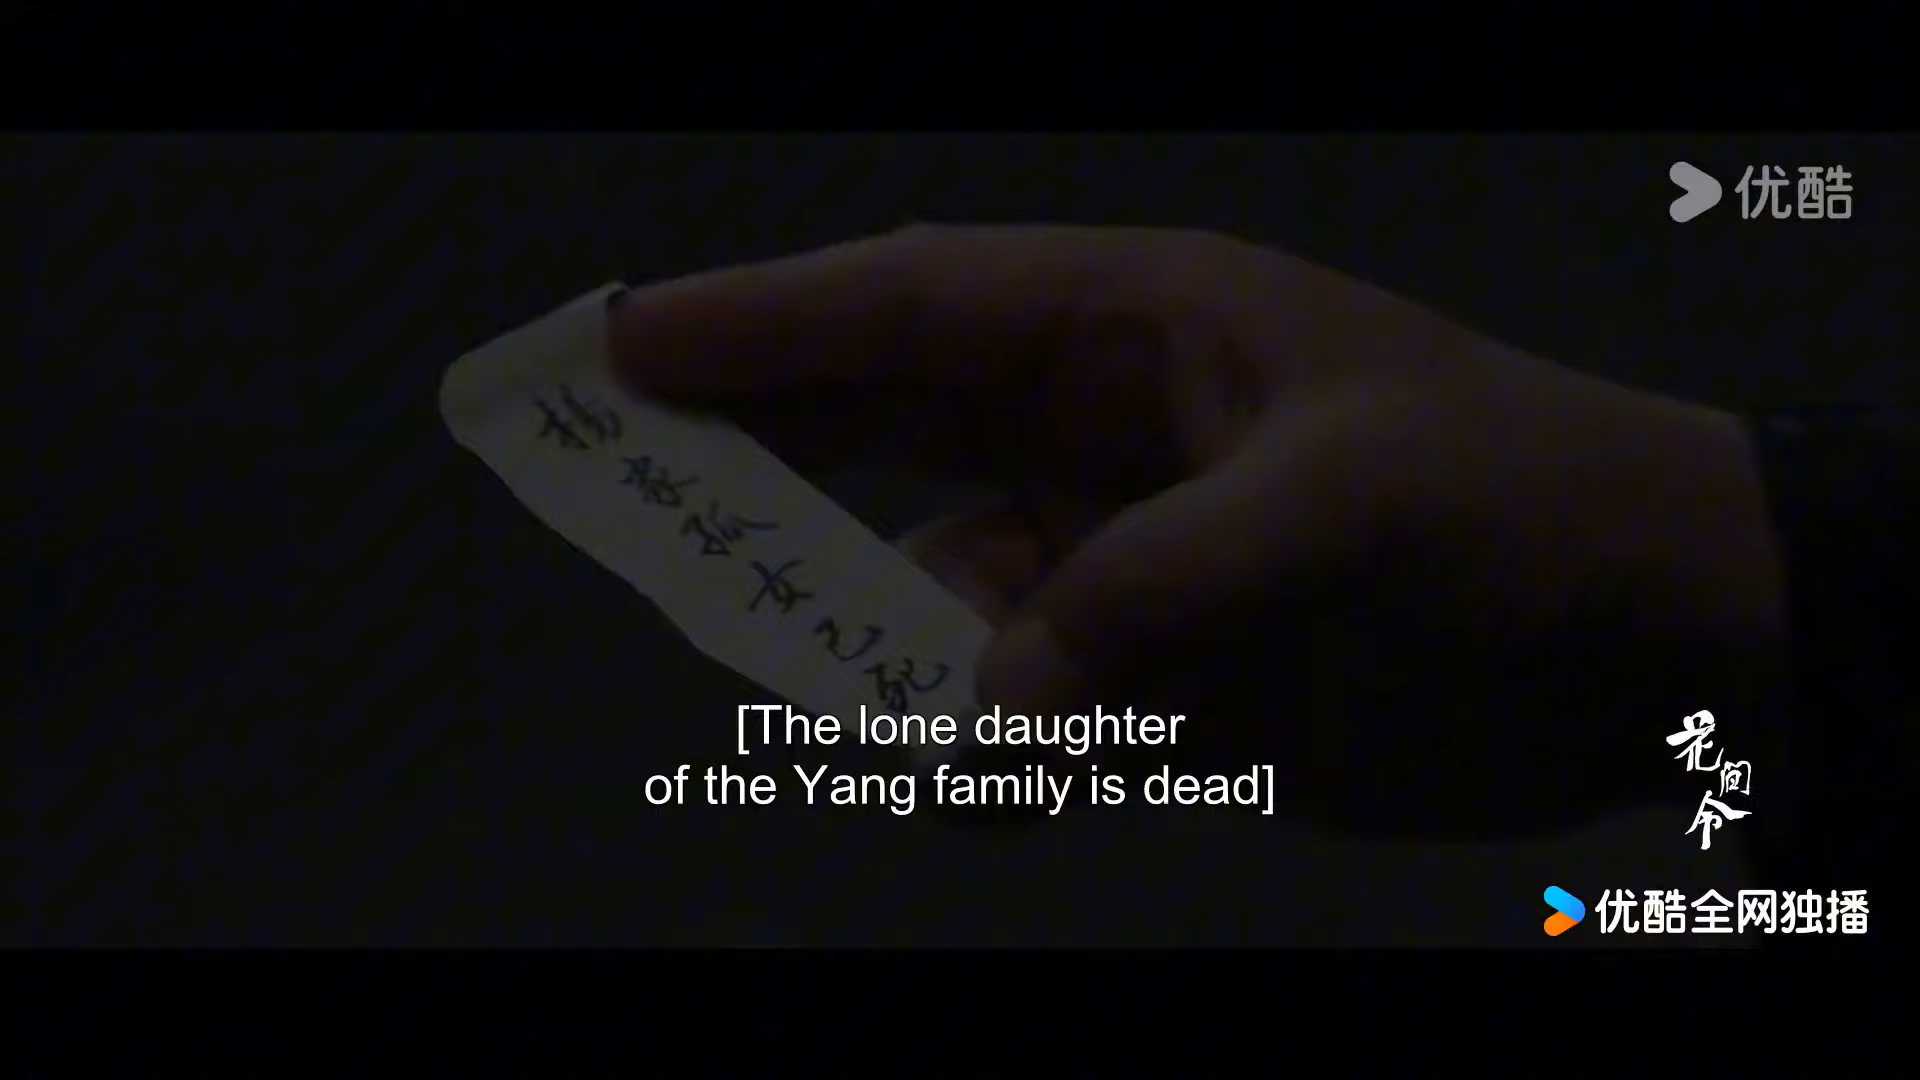 优酷
杨家孤女已死
[The lone daughter
of the Yang family is dead]
花间令
优酷全网独播